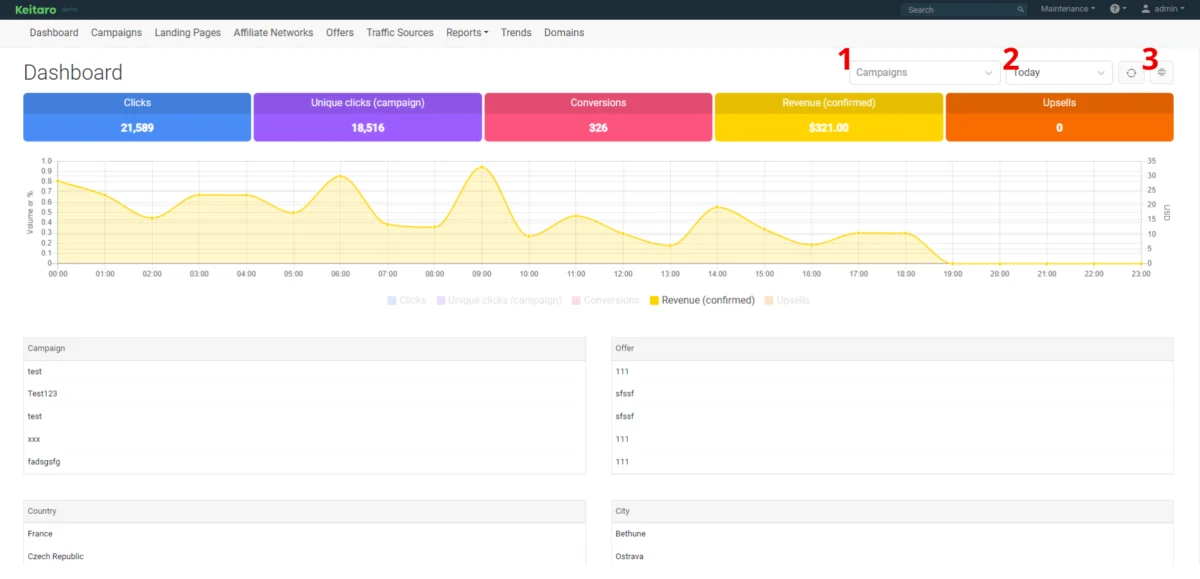 Keitaro demo Search Maintenance admin
Dashboard Campaigns Landing Pages Affiliate Networks Offers Traffic Sources Reports Trends Domains
1 2 3
Dashboard Campaigns Today
Clicks Unique clicks (campaign) Conversions Revenue (confirmed) Upsells
21,589 18,516 326 $321.00 0
1.0 35
0.9 30
0.8
0.7 25
0.6 20
0.5
0.4 15
0.3 10
0.2
0.1 5
0 0
Volume or %
USD
00:00 01:00 02:00 03:00 04:00 05:00 06:00 07:00 08:00 09:00 10:00 11:00 12:00 13:00 14:00 15:00 16:00 17:00 18:00 19:00 20:00 21:00 22:00 23:00
Clicks Unique clicks (campaign) Conversions Revenue (confirmed) Upsells
Campaign
test
Test123
test
xxx
fadsgsfg
Offer
111
sfssf
sfssf
111
111
Country
France
Czech Republic
City
Bethune
Ostrava